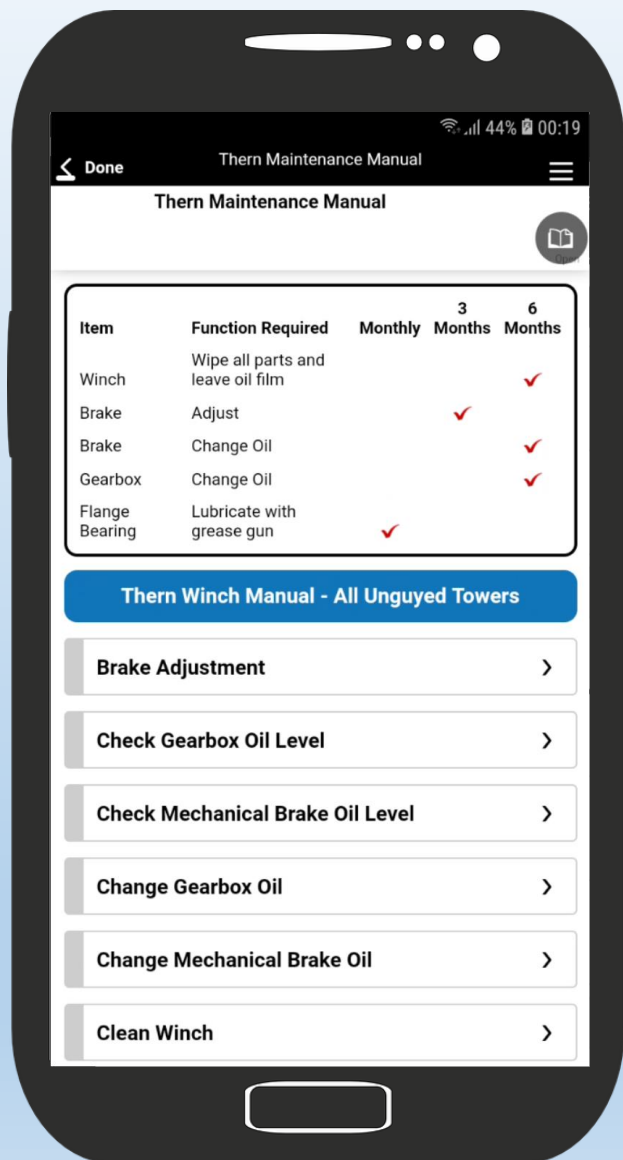 44% 00:19
Done Thern Maintenance Manual
Thern Maintenance Manual
Open
3 6
Item Function Required Monthly Months Months
Wipe all parts and
Winch leave oil film
Brake Adjust
Brake Change Oil
Gearbox Change Oil
Flange Lubricate with
Bearing grease gun
Thern Winch Manual - All Unguyed Towers
Brake Adjustment
Check Gearbox Oil Level
Check Mechanical Brake Oil Level
Change Gearbox Oil
Change Mechanical Brake Oil
Clean Winch